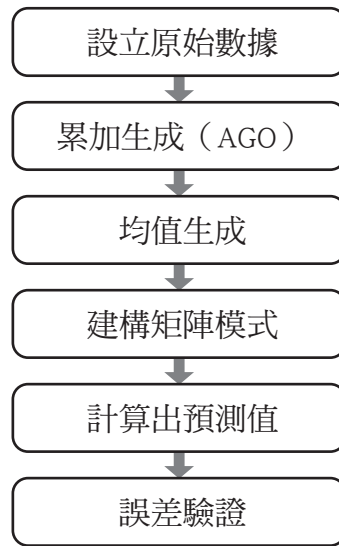 設立原始數據
累加生成（AGO）
均值生成
建構矩陣模式
計算出預測值
誤差驗證